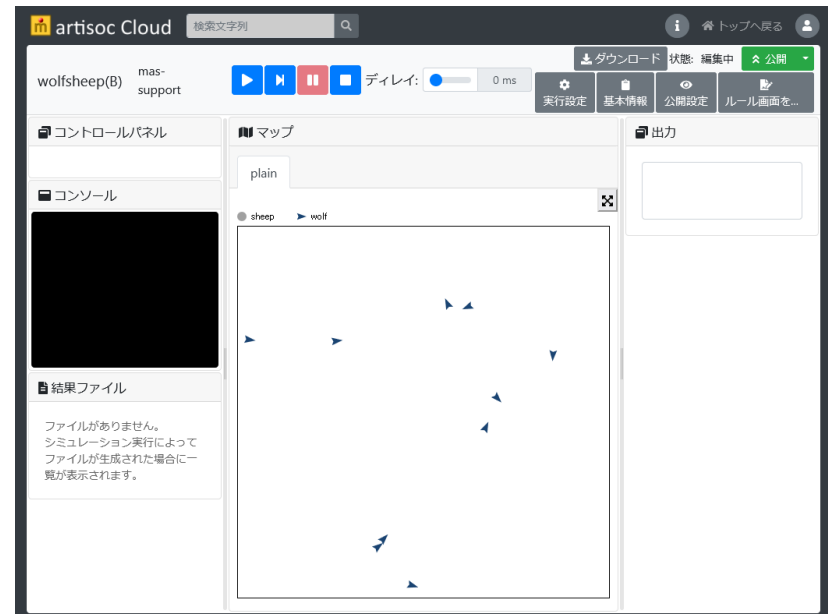 artisoc Cloud
検索文字列
トップへ戻る
wolfsheep(B)
mas-
support
ディレイ:
0 ms
ダウンロード
状態: 編集中
公開
実行設定
基本情報
公開設定
ルール画面を...
コントロールパネル
コンソール
結果ファイル
ファイルがありません。
シミュレーション実行によって
ファイルが生成された場合に一
覧が表示されます。
マップ
plain
sheep
wolf
出力